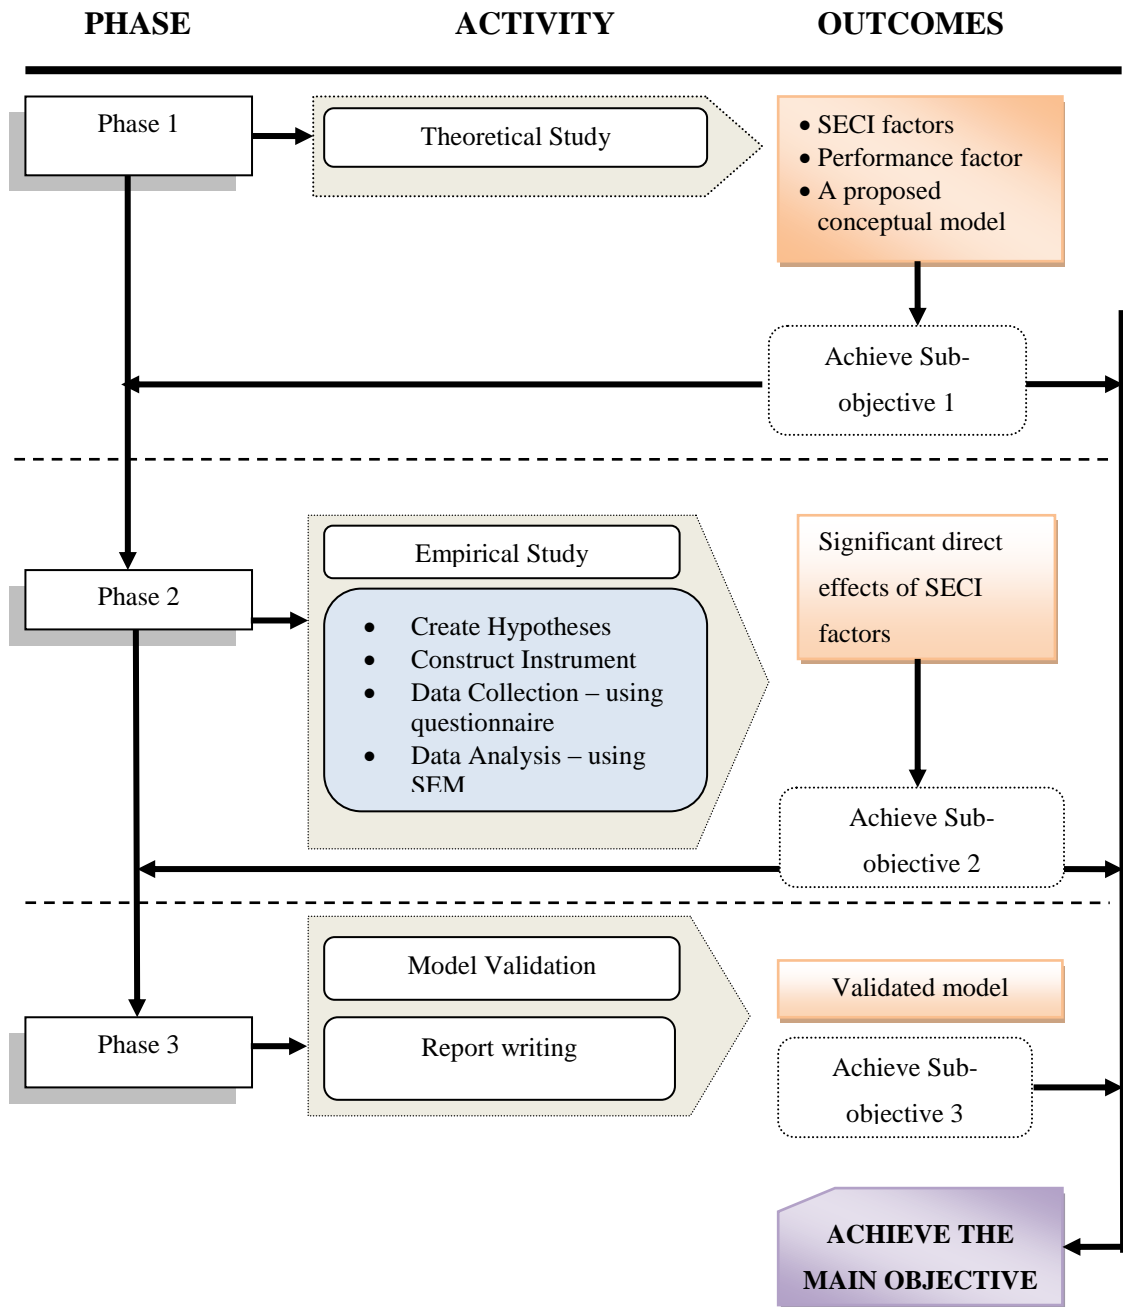 PHASE ACTIVITY OUTCOMES
Phase 1
Theoretical Study
• SECI factors
• Performance factor
• A proposed
conceptual model
Achieve Sub-
objective 1
Phase 2
Empirical Study
• Create Hypotheses
• Construct Instrument
• Data Collection – using
questionnaire
• Data Analysis – using
SEM
Significant direct
effects of SECI
factors
Achieve Sub-
objective 2
Phase 3
Model Validation
Report writing
Validated model
Achieve Sub-
objective 3
ACHIEVE THE
MAIN OBJECTIVE